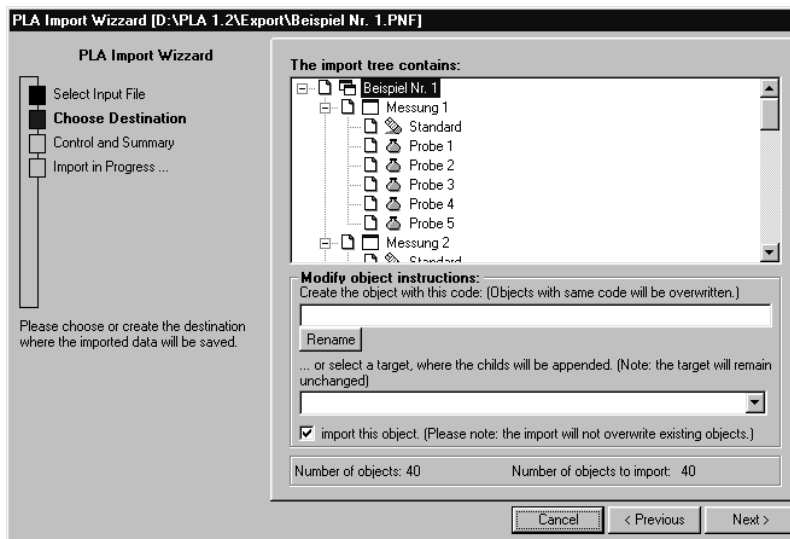 PLA Import Wizzard [D:\PLA 1.2\Export\Beispiel Nr. 1.PNF]
PLA Import Wizzard
Select Input File
Choose Destination
Control and Summary
Import in Progress ...
Please choose or create the destination
where the imported data will be saved.
The import tree contains:
Beispiel Nr. 1
Messung 1
Standard
Probe 1
Probe 2
Probe 3
Probe 4
Probe 5
Messung 2
Standard
Modify object instructions:
Create the object with this code: (Objects with same code will be overwritten.)
Rename
... or select a target, where the childs will be appended. (Note: the target will remain
unchanged)
import this object. (Please note: the import will not overwrite existing objects.)
Number of objects: 40 Number of objects to import: 40
Cancel < Previous Next >